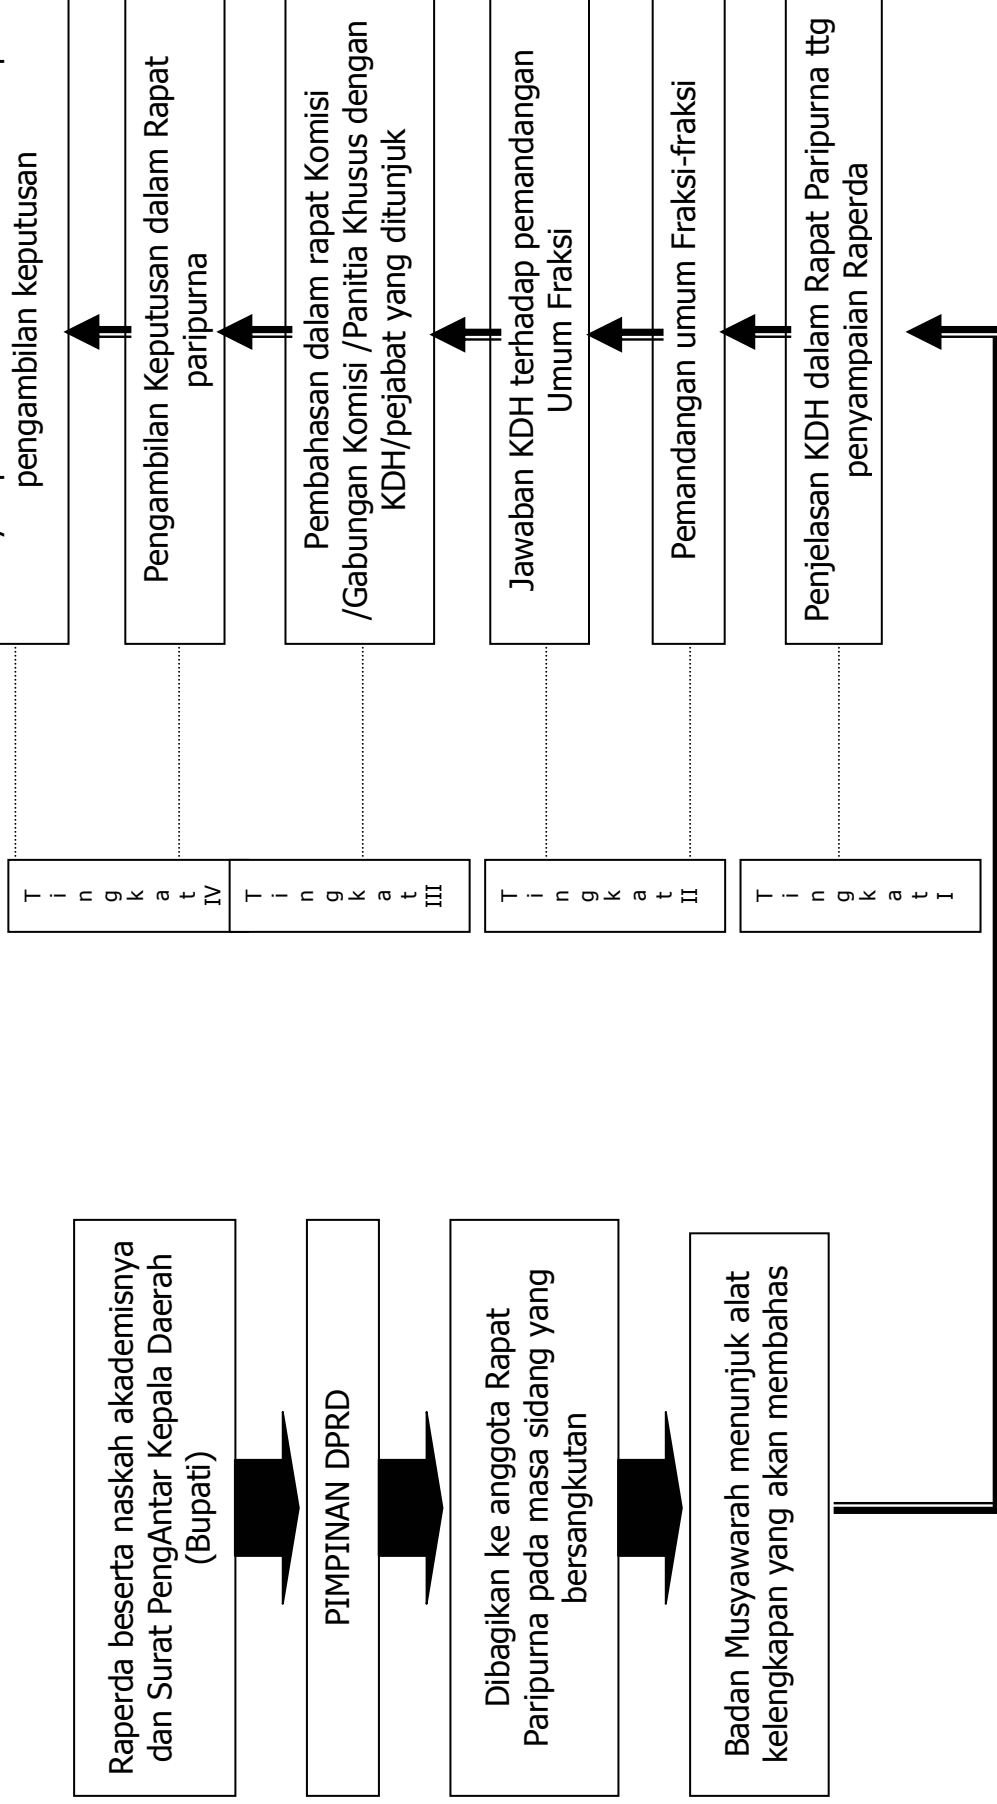 Raperda beserta naskah akademisnya
dan Surat PengAntar Kepala Daerah
(Bupati)
PIMPINAN DPRD
Dibagikan ke anggota Rapat
Paripurna pada masa sidang yang
bersangkutan
Badan Musyawarah menunjuk alat
kelengkapan yang akan membahas
Tingkat
IV
Tingkat
III
Tingkat
II
Tingkat
I
pengambilan keputusan
Pengambilan Keputusan dalam Rapat
paripurna
Pembahasan dalam rapat Komisi
/Gabungan Komisi /Panitia Khusus dengan
KDH/pejabat yang ditunjuk
Jawaban KDH terhadap pemandangan
Umum Fraksi
Pemandangan umum Fraksi-fraksi
Penjelasan KDH dalam Rapat Paripurna ttg
penyampaian Raperda